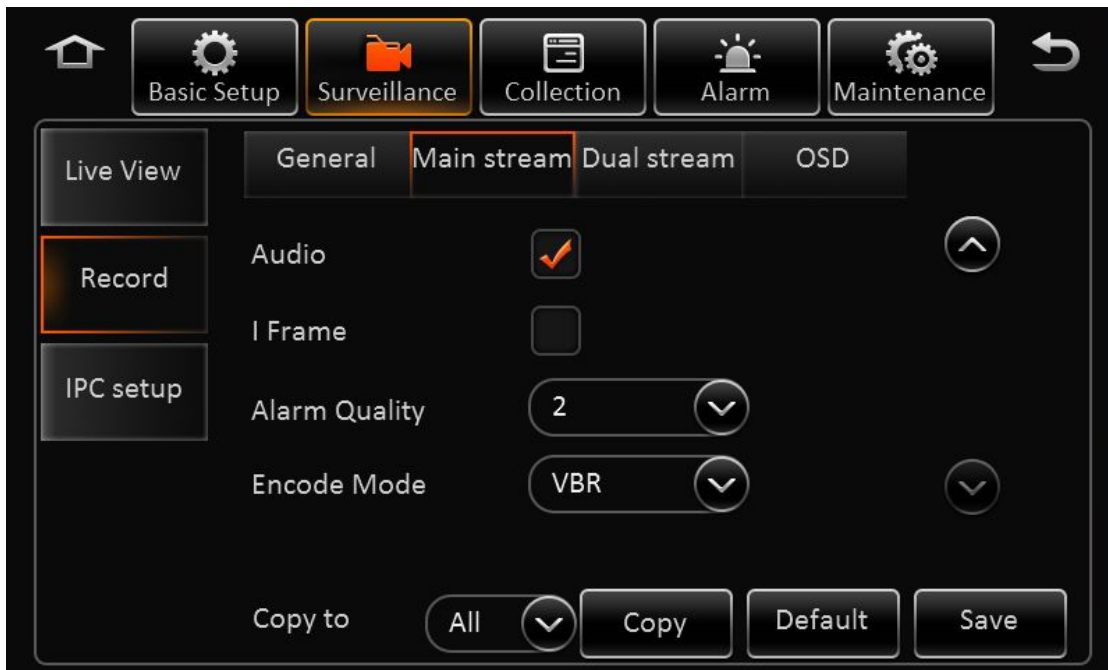 Basic Setup
Surveillance
Collection
Alarm
Maintenance
Live View
Record
IPC setup
General
Main stream
Dual stream
OSD
Audio
I Frame
Alarm Quality
2
Encode Mode
VBR
Copy to
All
Copy
Default
Save